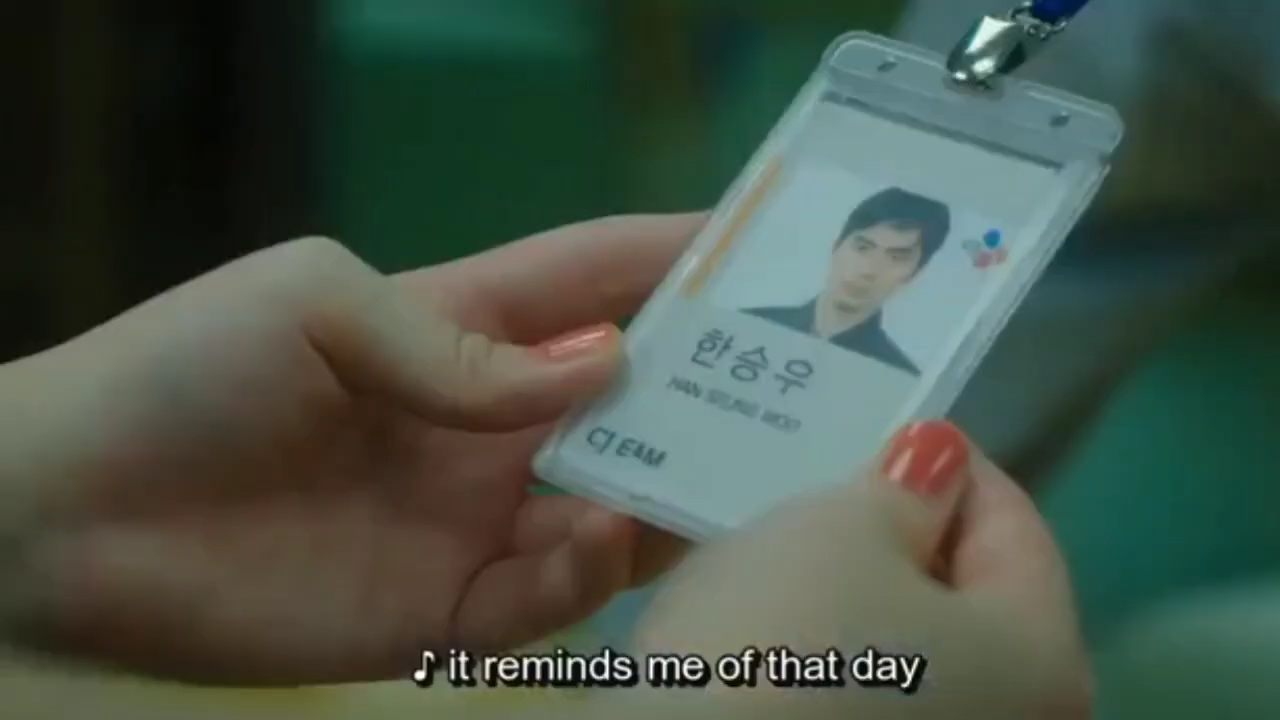 한승우
HAN SEUNG WOO
CJ E&M
♪ it reminds me of that day